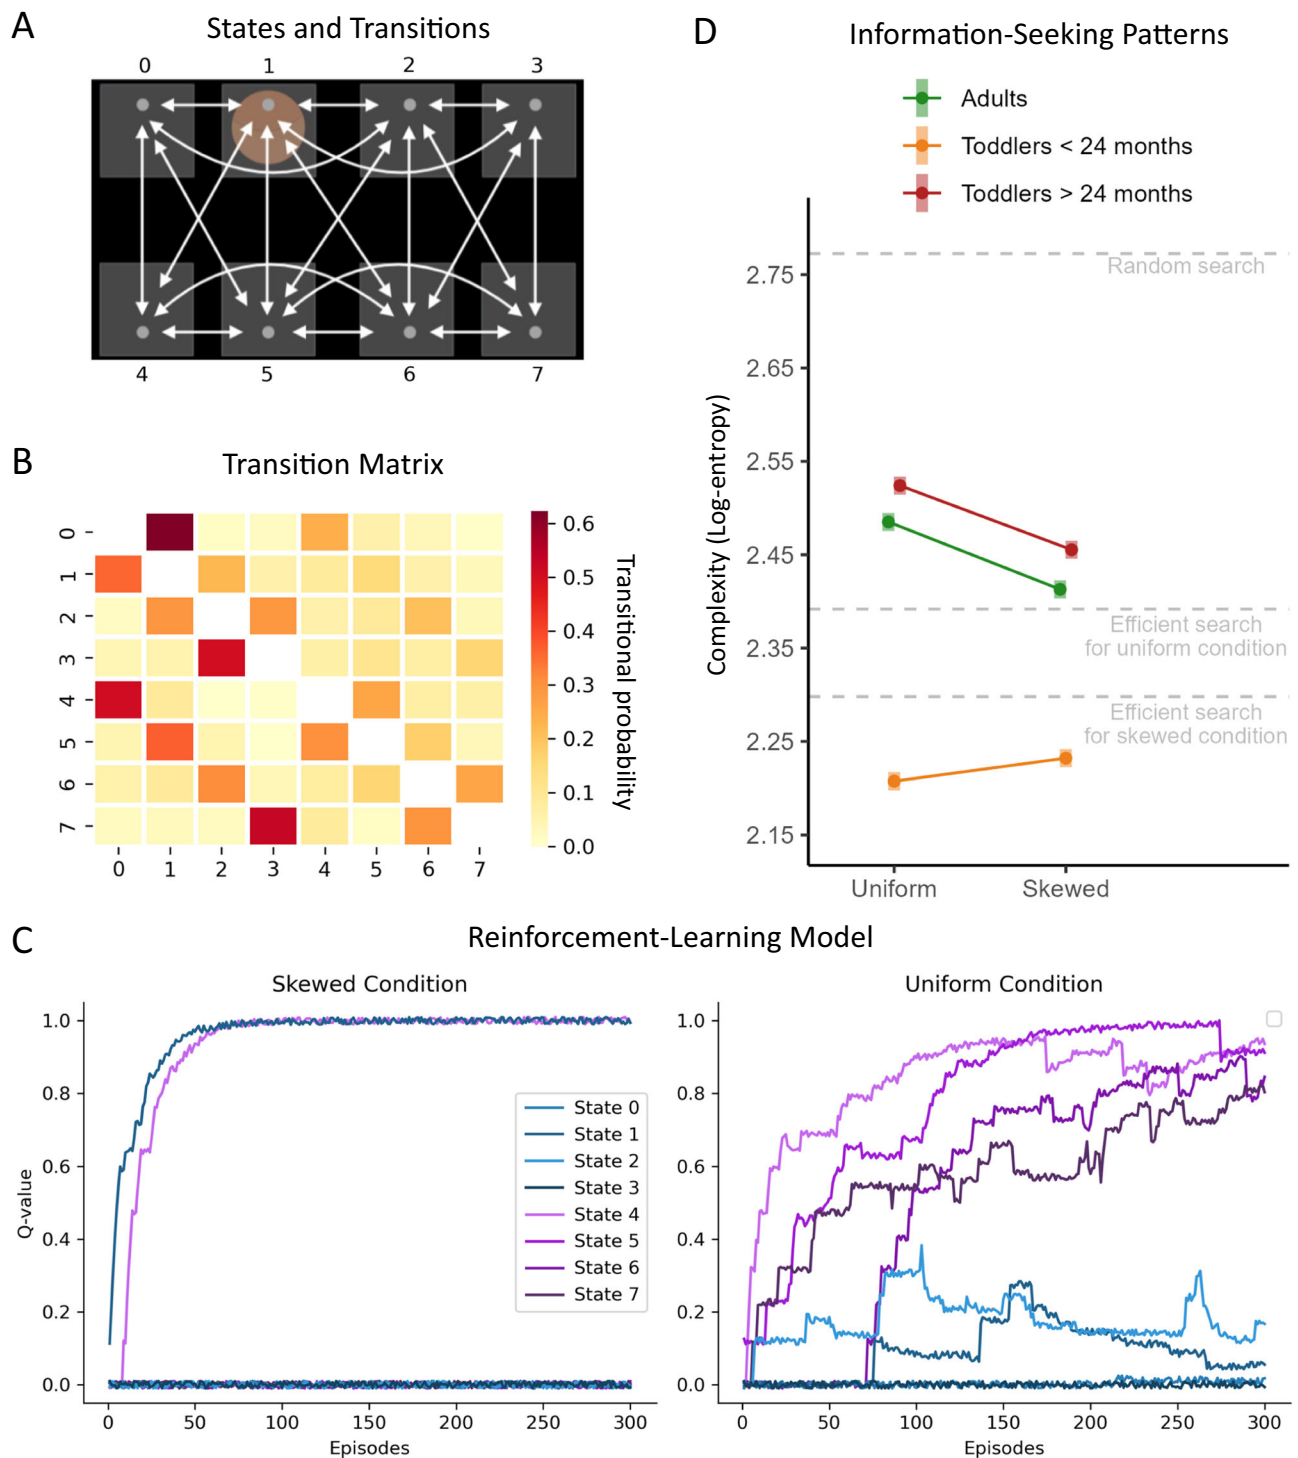 A
States and Transitions
0 1 2 3
4 5 6 7
B
Transition Matrix
0
1
2
3
4
5
6
7
0 1 2 3 4 5 6 7
0.6
0.5
0.4
0.3
0.2
0.1
0.0
Transitional probability
D
Information-Seeking Patterns
Adults
Toddlers < 24 months
Toddlers > 24 months
Complexity (Log-entropy)
2.75
2.65
2.55
2.45
2.35
2.25
2.15
Random search
Efficient search
for uniform condition
Efficient search
for skewed condition
Uniform Skewed
C
Reinforcement-Learning Model
Skewed Condition
Q-value
1.0
0.8
0.6
0.4
0.2
0.0
State 0
State 1
State 2
State 3
State 4
State 5
State 6
State 7
0 50 100 150 200 250 300
Episodes
Uniform Condition
1.0
0.8
0.6
0.4
0.2
0.0
0 50 100 150 200 250 300
Episodes